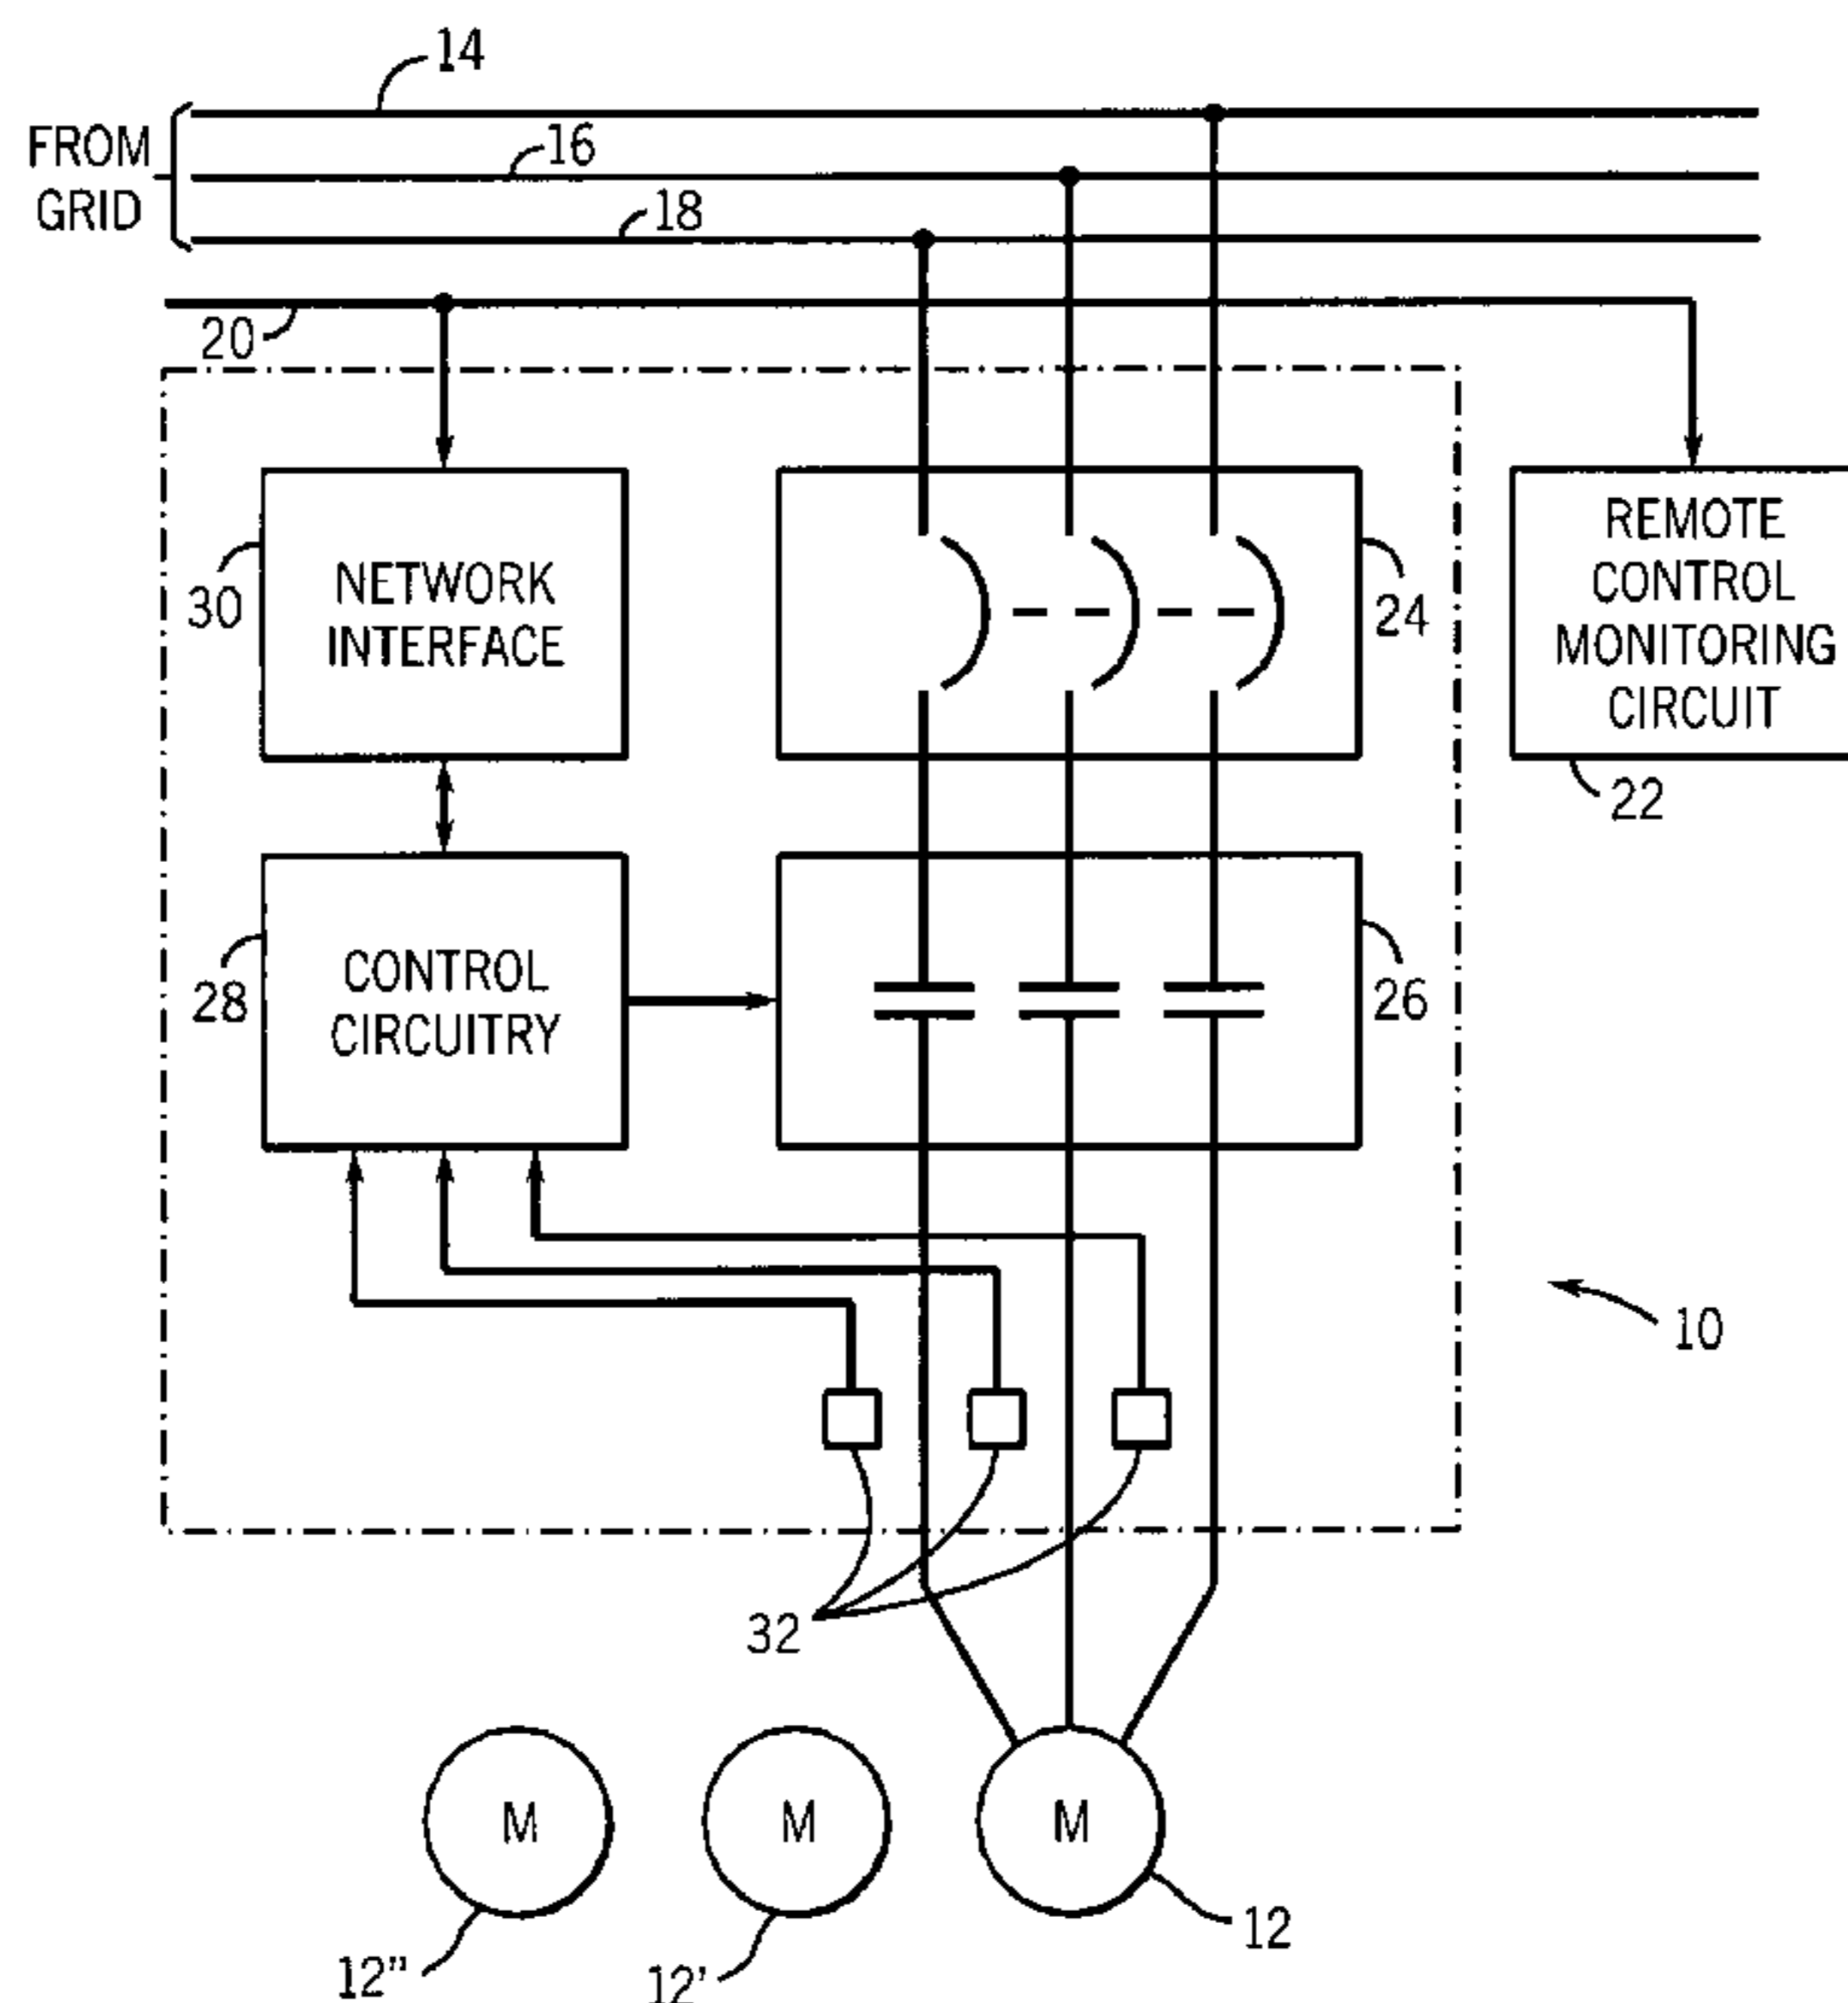 14
FROM
GRID
16
18
20
30
NETWORK
INTERFACE
24
REMOTE
CONTROL
MONITORING
CIRCUIT
22
28
CONTROL
CIRCUITRY
26
10
32
M
M
M
12
12"
12'